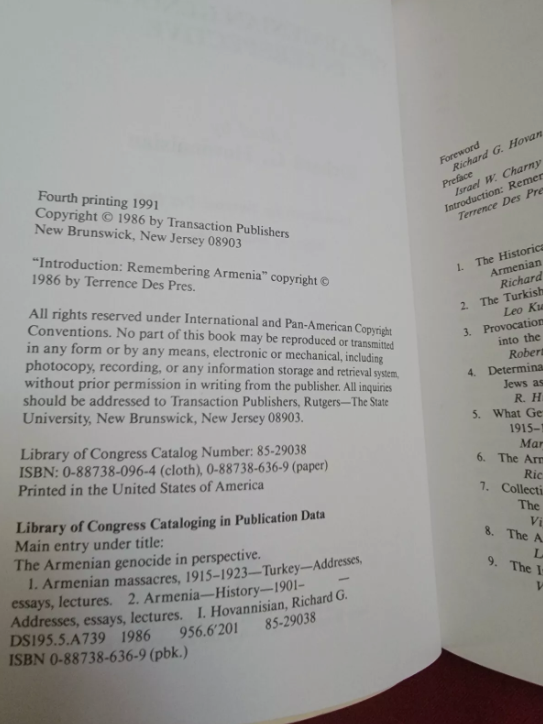 Fourth printing 1991
Copyright © 1986 by Transaction Publishers
New Brunswick, New Jersey 08903
“Introduction: Remembering Armenia” copyright ©
1986 by Terrence Des Pres.
All rights reserved under International and Pan-American Copyright
Conventions. No part of this book may be reproduced or transmitted
in any form or by any means, electronic or mechanical, including
photocopy, recording, or any information storage and retrieval system,
without prior permission in writing from the publisher. All inquiries
should be addressed to Transaction Publishers, Rutgers—The State
University, New Brunswick, New Jersey 08903.
Library of Congress Catalog Number: 85-29038
ISBN: 0-88738-096-4 (cloth), 0-88738-636-9 (paper)
Printed in the United States of America
Library of Congress Cataloging in Publication Data
Main entry under title:
The Armenian genocide in perspective.
1. Armenian massacres, 1915–1923—Turkey—Addresses,
essays, lectures. 2. Armenia—History—1901–
Addresses, essays, lectures. I. Hovannisian, Richard G.
DS195.5.A739 1986 956.6'201 85-29038
ISBN 0-88738-636-9 (pbk.)
Foreword
Richard G. Hovan
Preface
Israel W. Charny
Introduction: Remem
Terrence Des Pre
1. The Historica
Armenian
Richard
2. The Turkish
Leo Ku
3. Provocation
into the
Robert
4. Determina
Jews as
R. H
5. What Ge
1915–1
Mar
6. The Arm
Ric
7. Collecti
The
Vi
8. The A
L
9. The I
V